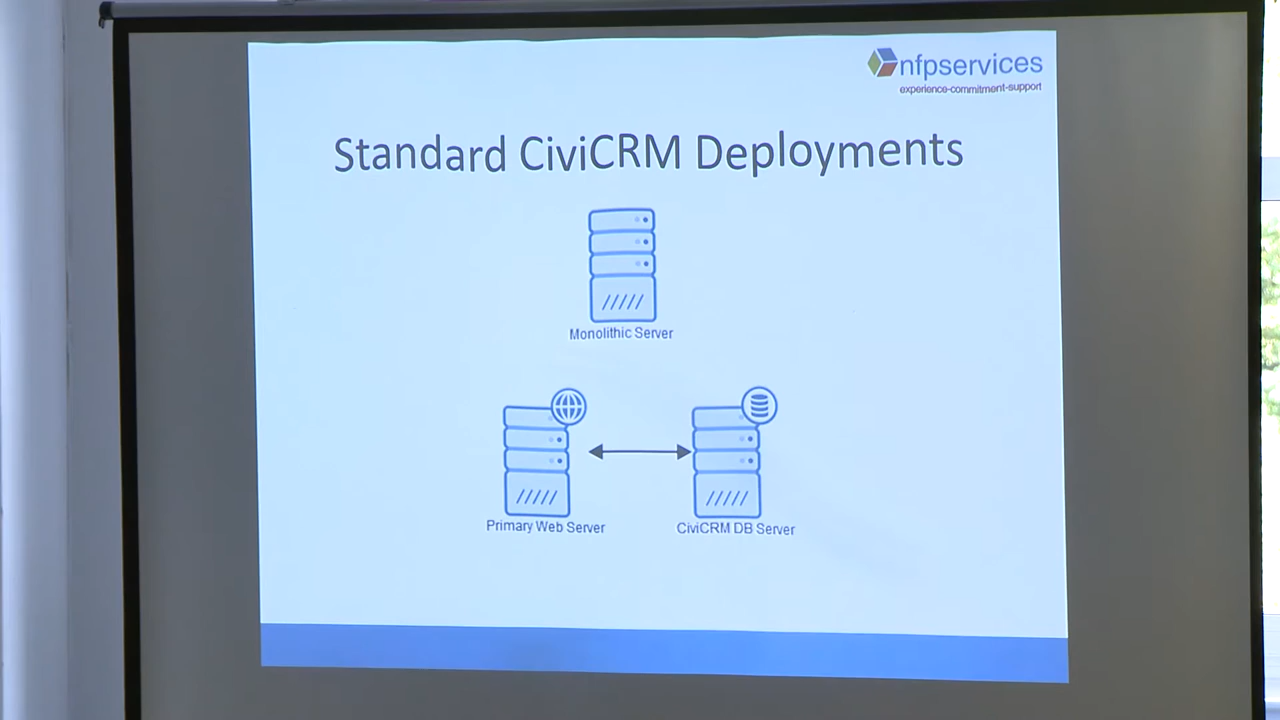 nfpservices
experience-commitment-support
Standard CiviCRM Deployments
Monolithic Server
Primary Web Server
CiviCRM DB Server